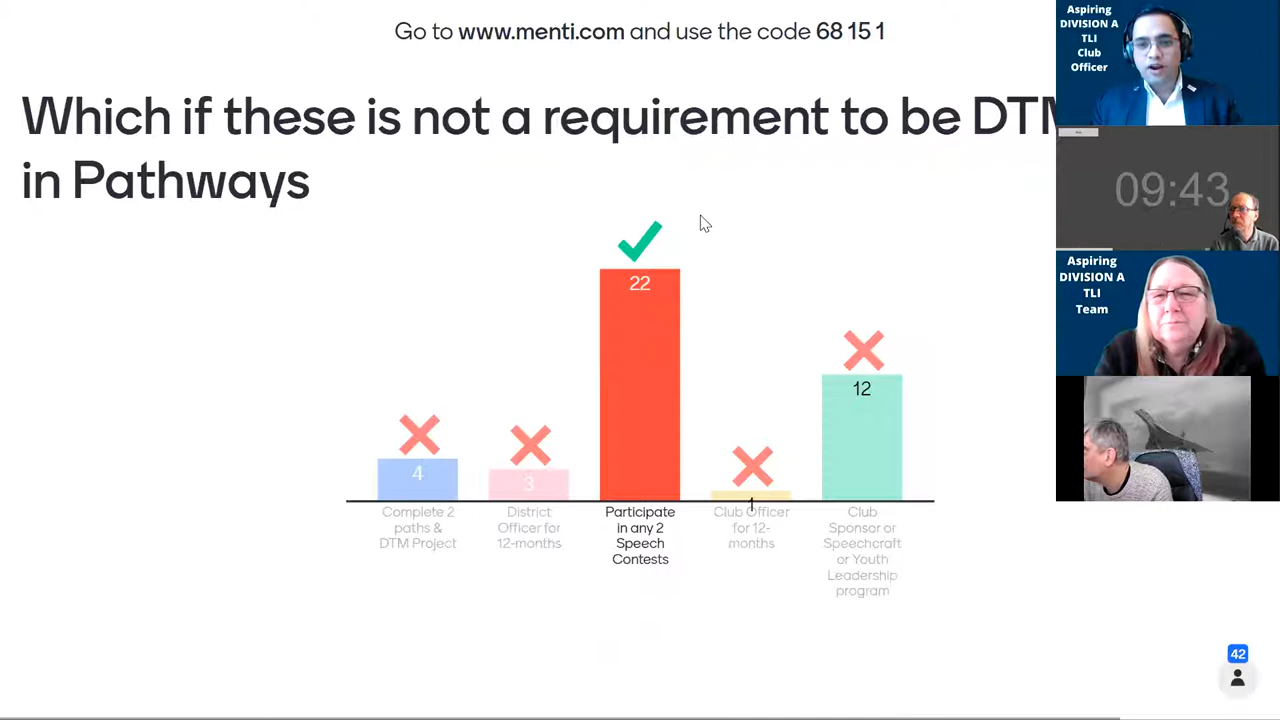 Go to www.menti.com and use the code 68 15 1
Which if these is not a requirement to be DTM
in Pathways
22
12
4
3
1
Complete 2
paths &
DTM Project
District
Officer for
12-months
Participate
in any 2
Speech
Contests
Club Officer
for 12-
months
Club
Sponsor or
Speechcraft
or Youth
Leadership
program
42
Aspiring
DIVISION A
TLI
Club
Officer
09:43
Aspiring
DIVISION A
TLI
Team